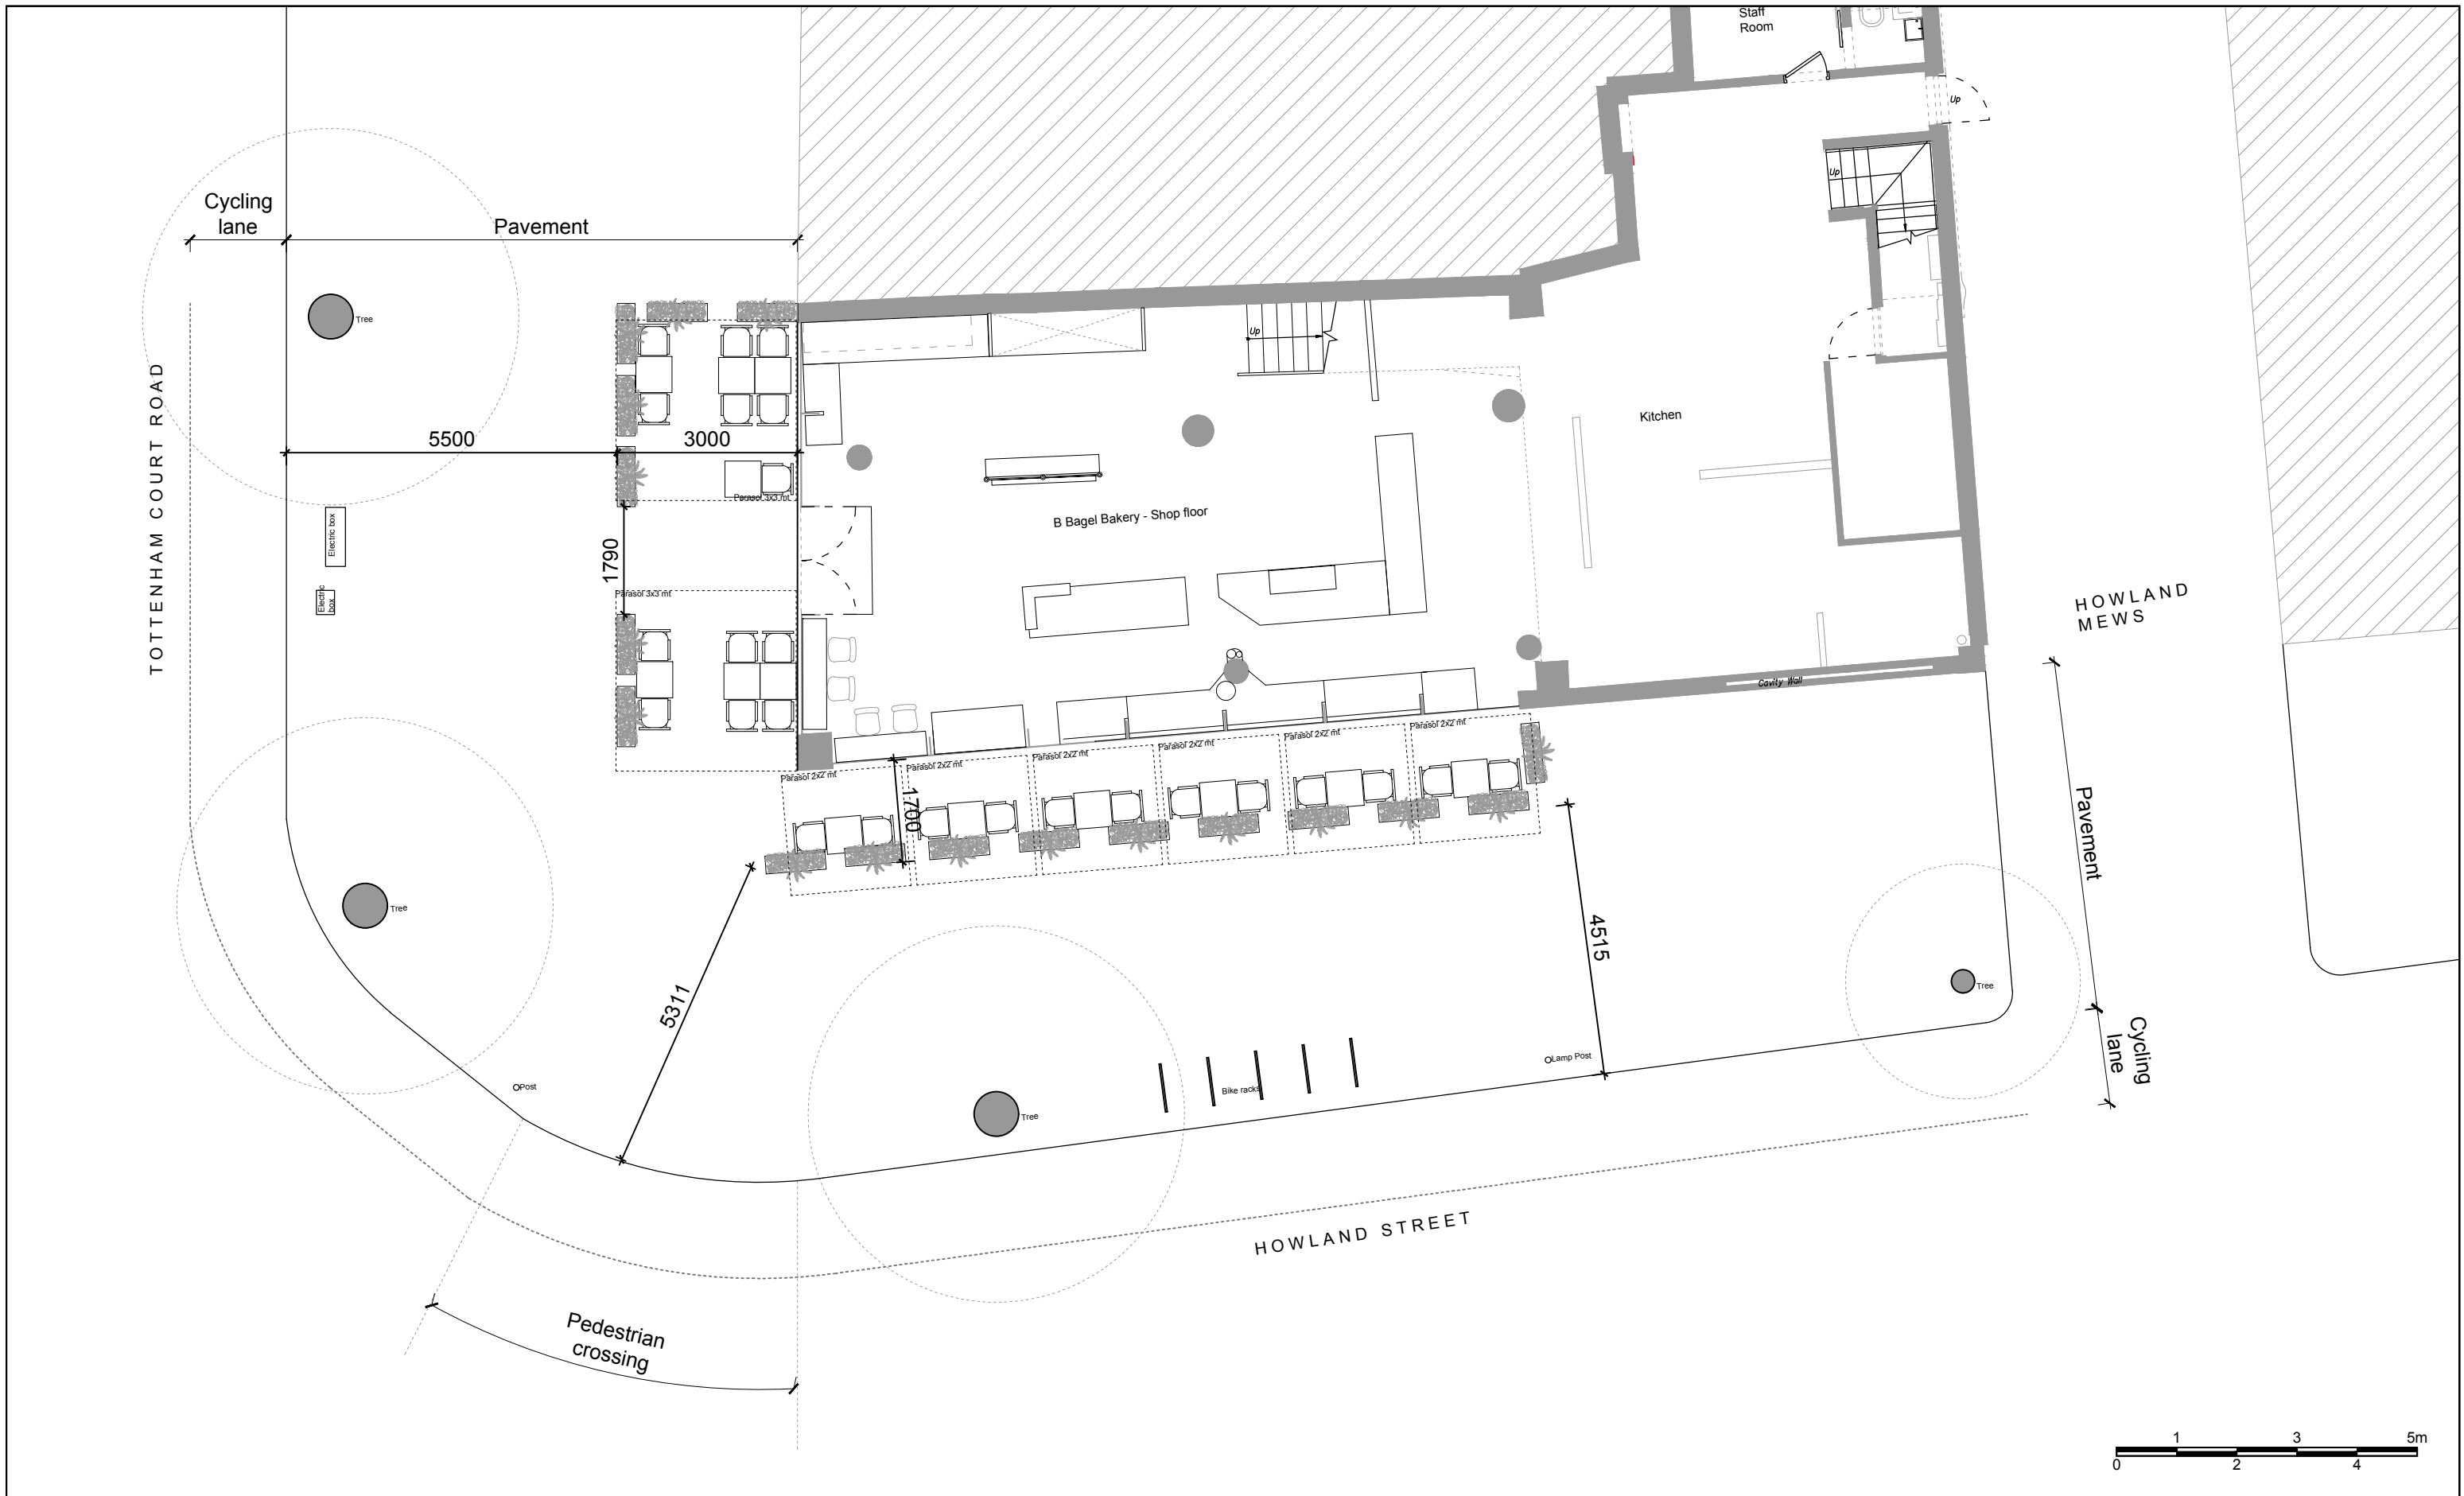 Staff
Room
Up
Up
Cycling
lane
Pavement
Tree
Up
TOTTENHAM COURT ROAD
Kitchen
5500
3000
Parasol 3x3 mt
B Bagel Bakery - Shop floor
Electric box
1790
Electric
box
Parasol 3x3 mt
HOWLAND
MEWS
Cavity Wall
Parasol 2x2 mt
Parasol 2x2 mt
Parasol 2x2 mt
Parasol 2x2 mt
Parasol 2x2 mt
Parasol 2x2 mt
1700
Pavement
Tree
4515
5311
Tree
Cycling
lane
Post
Lamp Post
Bike racks
Tree
HOWLAND STREET
Pedestrian
crossing
1 3 5m
0 2 4